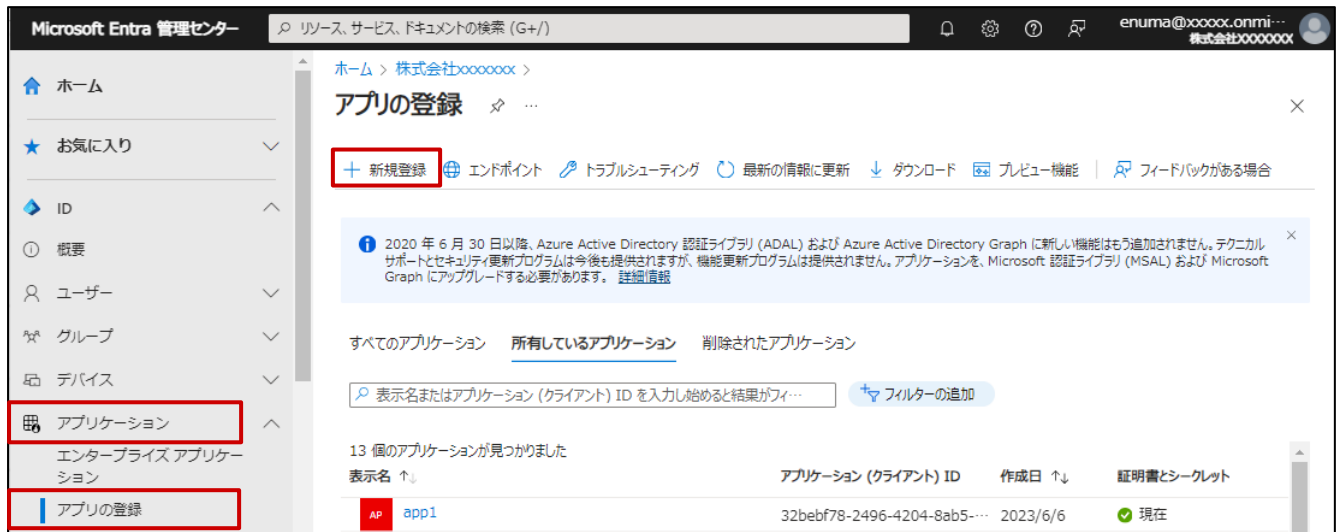 Microsoft Entra 管理センター
リソース、サービス、ドキュメントの検索 (G+/)
enuma@xxxxx.onmi…
株式会社XXXXXXX
ホーム
お気に入り
ID
概要
ユーザー
グループ
デバイス
アプリケーション
エンタープライズ アプリケー
ション
アプリの登録
ホーム > 株式会社xxxxxxx >
アプリの登録 …
新規登録 エンドポイント トラブルシューティング 最新の情報に更新 ダウンロード プレビュー機能 フィードバックがある場合
2020 年 6 月 30 日以降、Azure Active Directory 認証ライブラリ (ADAL) および Azure Active Directory Graph に新しい機能はもう追加されません。テクニカル
サポートとセキュリティ更新プログラムは今後も提供されますが、機能更新プログラムは提供されません。アプリケーションを、Microsoft 認証ライブラリ (MSAL) および Microsoft
Graph にアップグレードする必要があります。 詳細情報
すべてのアプリケーション 所有しているアプリケーション 削除されたアプリケーション
表示名またはアプリケーション (クライアント) ID を入力し始めると結果がフィ… フィルターの追加
13 個のアプリケーションが見つかりました
表示名 ↑↓ アプリケーション (クライアント) ID 作成日 ↑↓ 証明書とシークレット
AP app1 32bebf78-2496-4204-8ab5-… 2023/6/6 現在